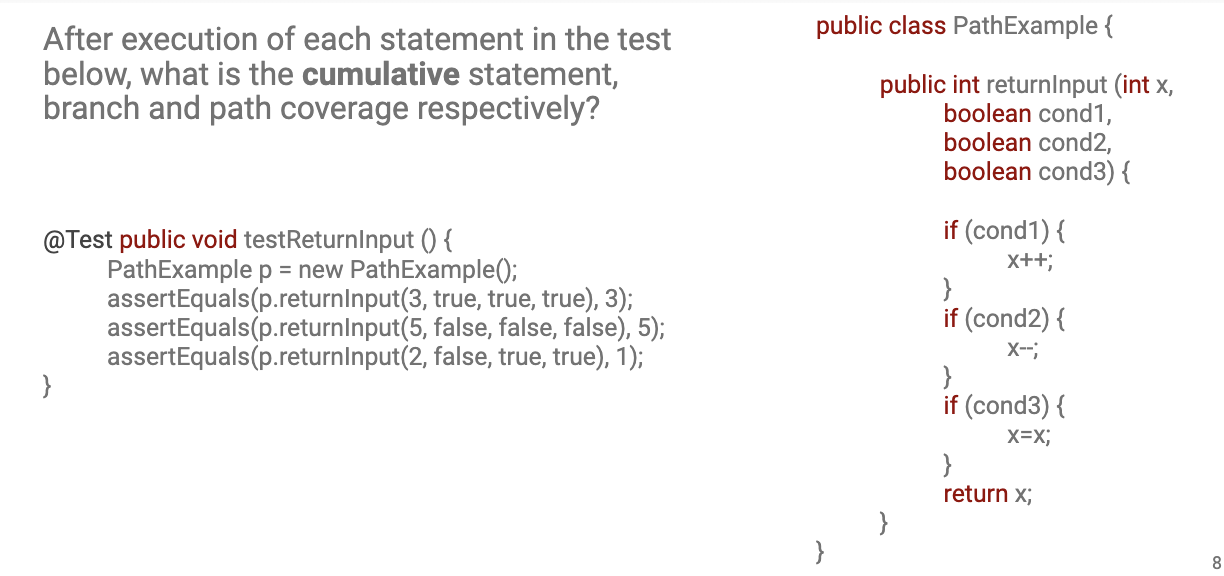 After execution of each statement in the test
below, what is the cumulative statement,
branch and path coverage respectively?
@Test public void testReturnInput () {
PathExample p = new PathExample();
assertEquals(p.returnInput(3, true, true, true), 3);
assertEquals(p.returnInput(5, false, false, false), 5);
assertEquals(p.returnInput(2, false, true, true), 1);
}
public class PathExample {
public int returnInput (int x,
boolean cond1,
boolean cond2,
boolean cond3) {
if (cond1) {
x++;
}
if (cond2) {
x--;
}
if (cond3) {
x=x;
}
return x;
}
}
8